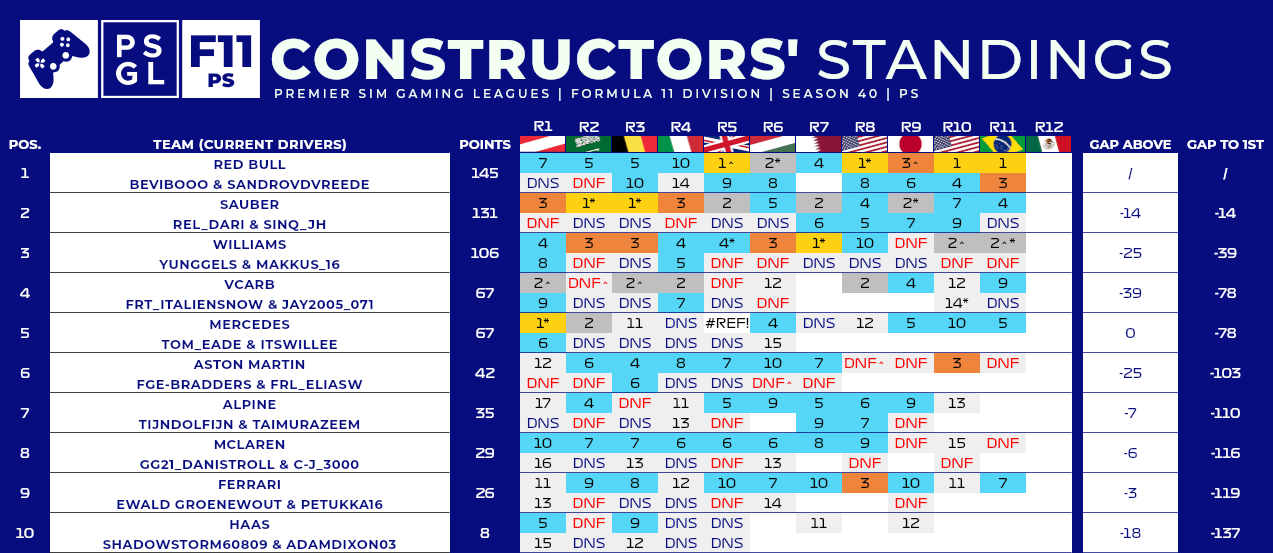 PS
GL
F11
PS
CONSTRUCTORS' STANDINGS
PREMIER SIM GAMING LEAGUES | FORMULA 11 DIVISION | SEASON 40 | PS
R1 R2 R3 R4 R5 R6 R7 R8 R9 R10 R11 R12
POS. TEAM (CURRENT DRIVERS) POINTS GAP ABOVE GAP TO 1ST
RED BULL 7 5 5 10 1^ 2* 4 1* 3^ 1 1
1 145 / /
BEVIBOOO & SANDROVDVREEDE DNS DNF 10 14 9 8 8 6 4 3
SAUBER 3 1* 1* 3 2 5 2 4 2* 7 4
2 131 -14 -14
REL_DARI & SINQ_JH DNF DNS DNS DNF DNS DNS 6 5 7 9 DNS
WILLIAMS 4 3 3 4 4* 3 1* 10 DNF 2^ 2^*
3 106 -25 -39
YUNGGELS & MAKKUS_16 8 DNF DNS 5 DNF DNF DNS DNS DNS DNF DNF
VCARB 2^ DNF^ 2^ 2 DNF 12 2 4 12 9
4 67 -39 -78
FRT_ITALIENSNOW & JAY2005_071 9 DNS DNS 7 DNS DNF 14* DNS
MERCEDES 1* 2 11 DNS #REF! 4 DNS 12 5 10 5
5 67 0 -78
TOM_EADE & ITSWILLEE 6 DNS DNS DNS DNS 15
ASTON MARTIN 12 6 4 8 7 10 7 DNF^ DNF 3 DNF
6 42 -25 -103
FGE-BRADDERS & FRL_ELIASW DNF DNF 6 DNS DNS DNF^ DNF
ALPINE 17 4 DNF 11 5 9 5 6 9 13
7 35 -7 -110
TIJNDOLFIJN & TAIMURAZEEM DNS DNF DNS 13 DNF 9 7 DNF
MCLAREN 10 7 7 6 6 6 8 9 DNF 15 DNF
8 29 -6 -116
GG21_DANISTROLL & C-J_3000 16 DNS 13 DNS DNF 13 DNF DNF
FERRARI 11 9 8 12 10 7 10 3 10 11 7
9 26 -3 -119
EWALD GROENEWOUT & PETUKKA16 13 DNF DNS DNS DNF 14 DNF
HAAS 5 DNF 9 DNS DNS 11 12
10 8 -18 -137
SHADOWSTORM60809 & ADAMDIXON03 15 DNS 12 DNS DNS